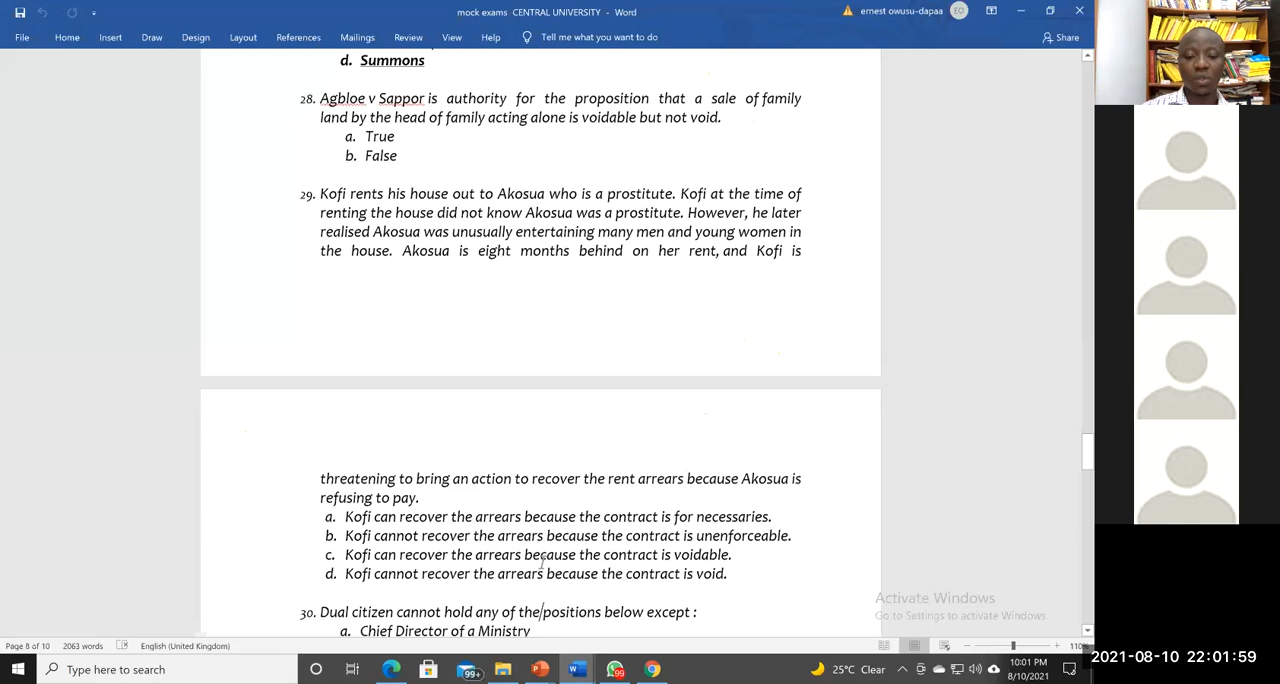 mock exams CENTRAL UNIVERSITY - Word
ernest owusu-dapaa
EO
File Home Insert Draw Design Layout References Mailings Review View Help Tell me what you want to do
Share
d. Summons
28. Agbloe v Sappor is authority for the proposition that a sale of family
land by the head of family acting alone is voidable but not void.
a. True
b. False
29. Kofi rents his house out to Akosua who is a prostitute. Kofi at the time of
renting the house did not know Akosua was a prostitute. However, he later
realised Akosua was unusually entertaining many men and young women in
the house. Akosua is eight months behind on her rent, and Kofi is
threatening to bring an action to recover the rent arrears because Akosua is
refusing to pay.
a. Kofi can recover the arrears because the contract is for necessaries.
b. Kofi cannot recover the arrears because the contract is unenforceable.
c. Kofi can recover the arrears because the contract is voidable.
d. Kofi cannot recover the arrears because the contract is void.
30. Dual citizen cannot hold any of the positions below except :
a. Chief Director of a Ministry
Activate Windows
Go to Settings to activate Windows.
Page 8 of 10 2063 words English (United Kingdom)
110%
Type here to search
99+
99
25°C Clear
10:01 PM
8/10/2021
2021-08-10 22:01:59